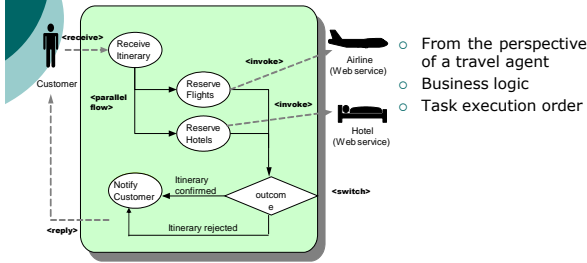 <receive>
Receive
Itinerary
Customer
<invoke>
Airline
(Web service)
<parallel
flow>
Reserve
Flights
<invoke>
Reserve
Hotels
Hotel
(Web service)
Notify
Customer
Itinerary
confirmed
outcom
e
<switch>
Itinerary rejected
<reply>
From the perspective
of a travel agent
Business logic
Task execution order